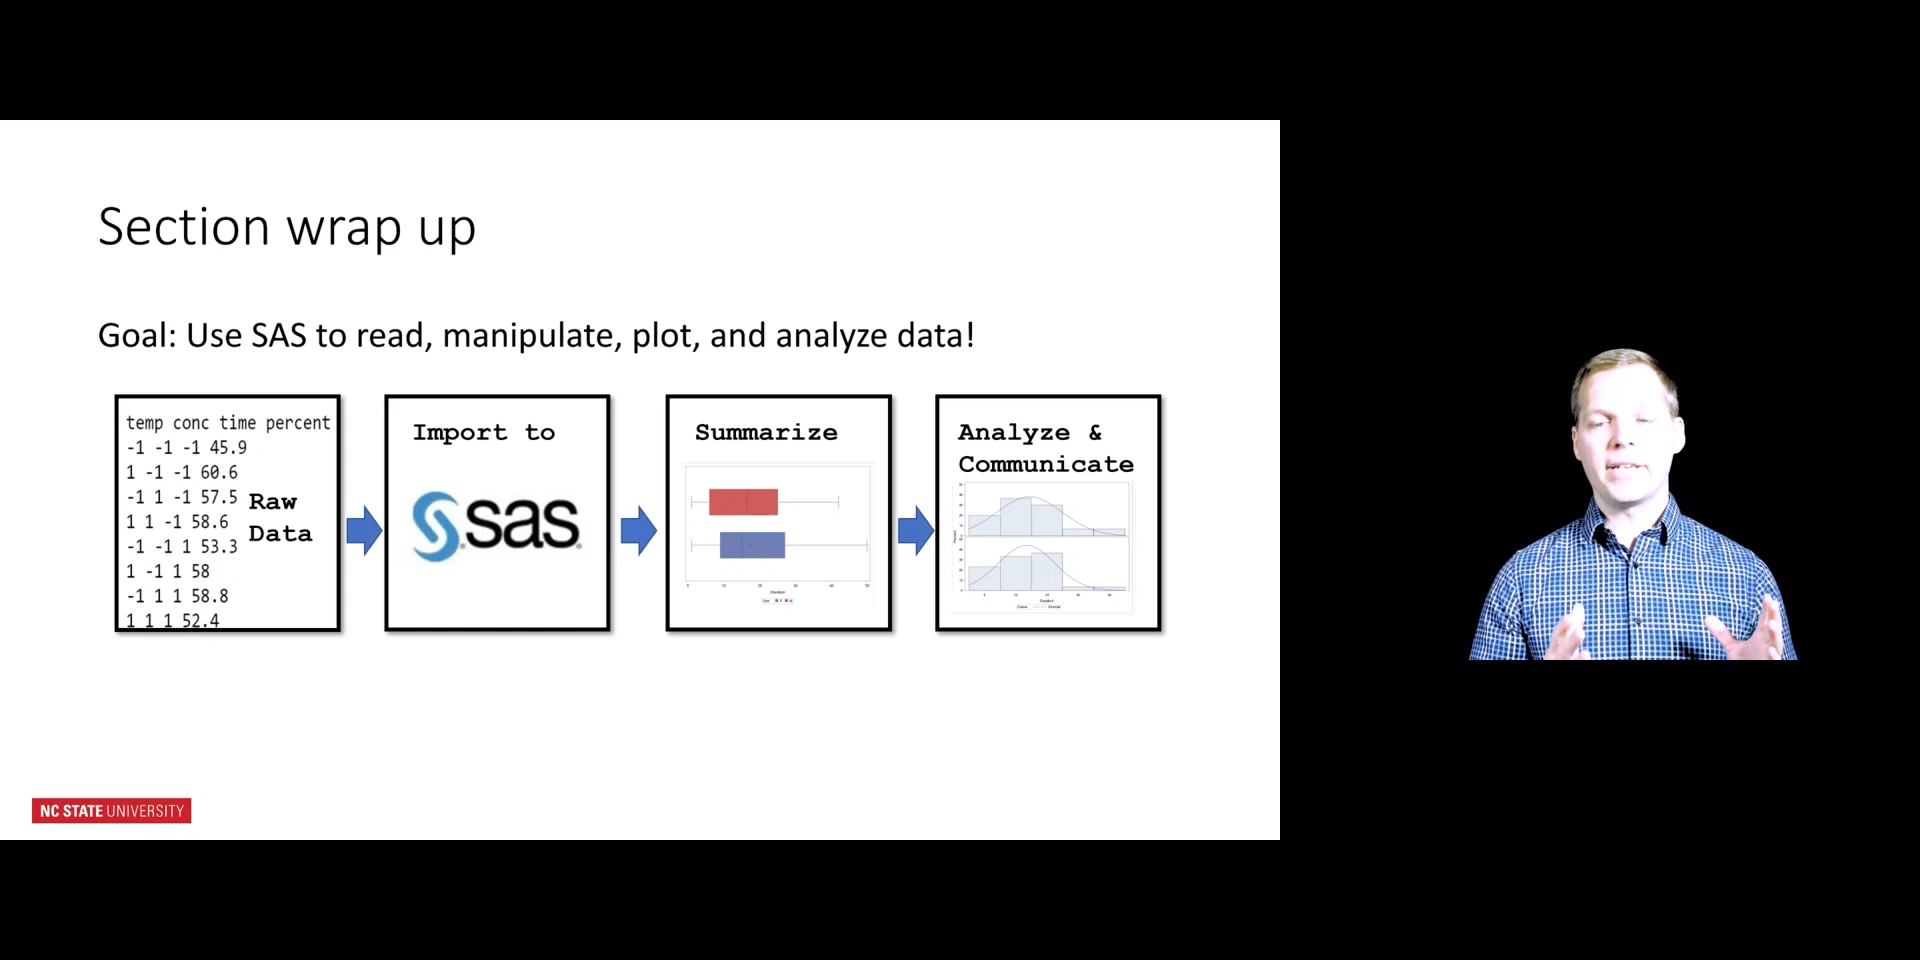 Section wrap up
Goal: Use SAS to read, manipulate, plot, and analyze data!
temp conc time percent
-1 -1 -1 45.9
1 -1 -1 60.6
-1 1 -1 57.5
1 1 -1 58.6
-1 -1 1 53.3
1 -1 1 58
-1 1 1 58.8
1 1 1 52.4
Raw
Data
Import to
sas
Summarize
Duration
Analyze &
Communicate
Duration
NC STATE UNIVERSITY